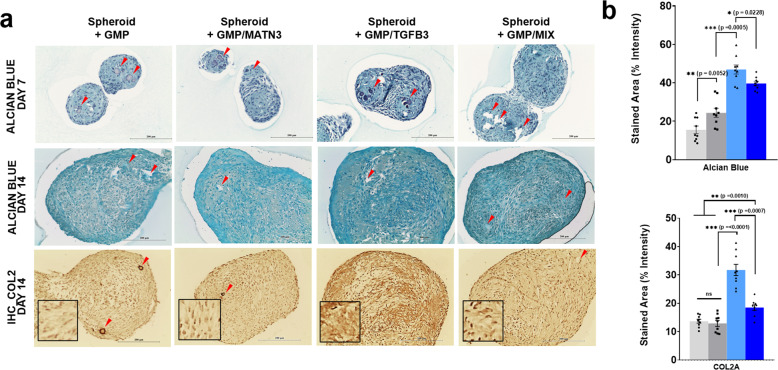 a
Spheroid
+ GMP
Spheroid
+ GMP/MATN3
Spheroid
+ GMP/TGFB3
Spheroid
+ GMP/MIX
ALCIAN BLUE
DAY 7
ALCIAN BLUE
DAY 14
IHC_COL2
DAY 14
b
Stained Area (% Intensity)
80
60
40
20
0
* (p = 0.0228)
*** (p =0.0005)
** (p = 0.0052)
Alcian Blue
Stained Area (% Intensity)
50
40
30
20
10
0
** (p =0.0010)
*** (p =0.0007)
*** (p =<0.0001)
ns
COL2A